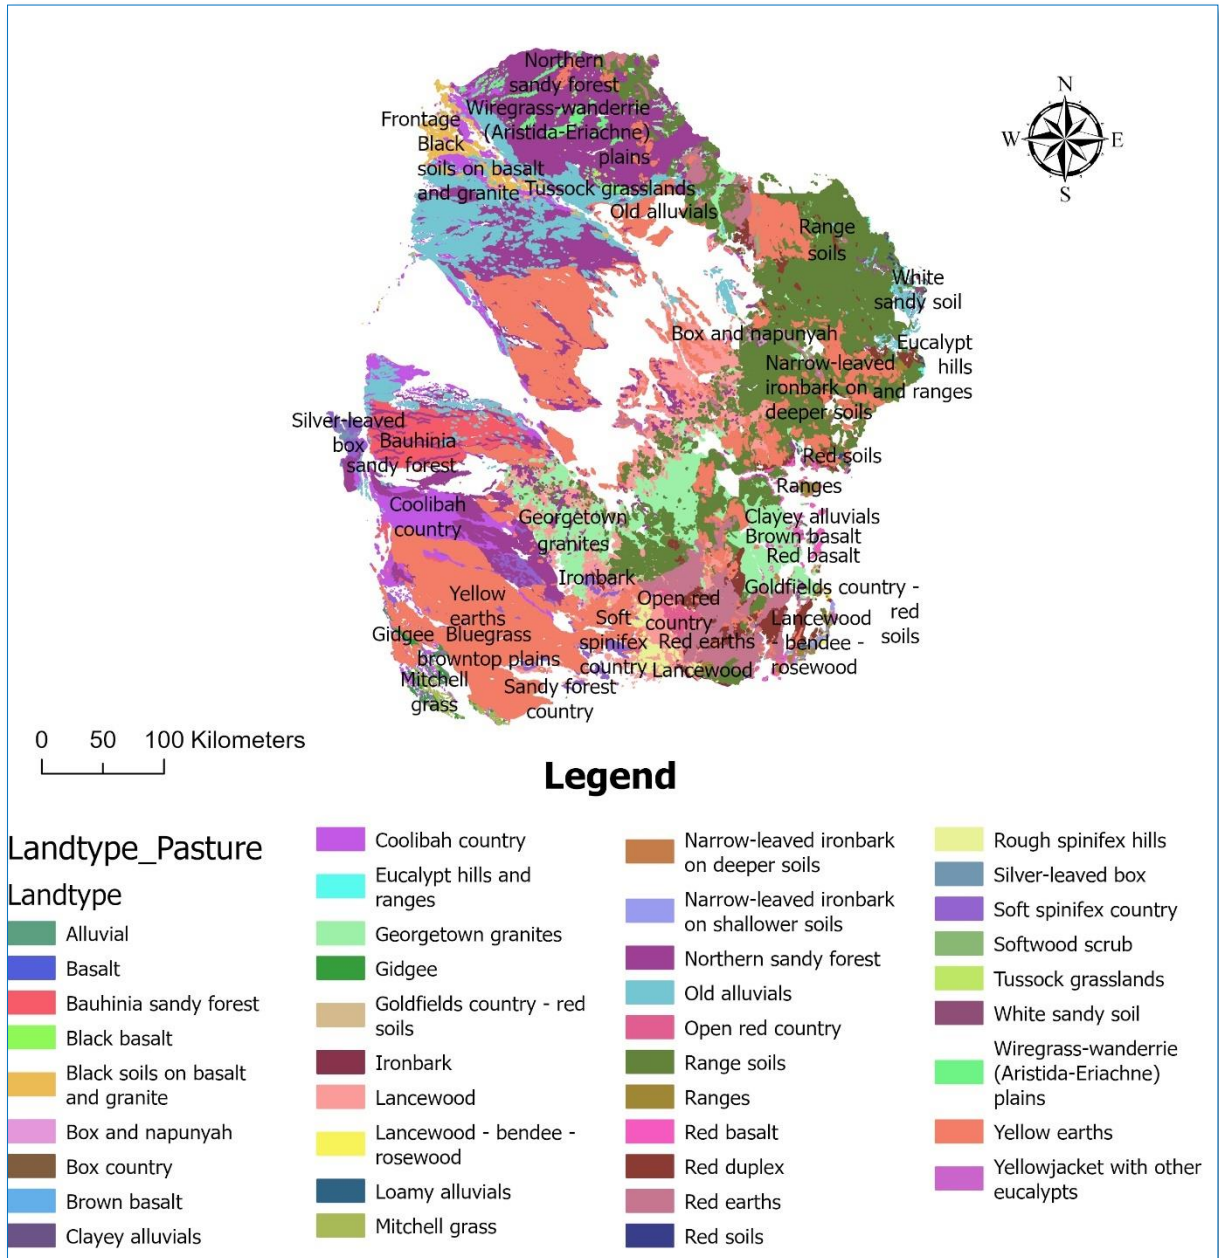 Northern
sandy forest
Wiregrass-wanderrie
(Aristida-Eriachne)
plains
Frontage
Black
soils on basalt
and granite
Tussock grasslands
Old alluvials
N
W
E
S
Range
soils
White
sandy soil
Box and napunyah
Eucalypt
hills
and ranges
Narrow-leaved
ironbark on
deeper soils
Silver-leaved
box
Bauhinia
sandy forest
Red soils
Ranges
Coolibah
country
Georgetown
granites
Clayey alluvials
Brown basalt
Red basalt
Ironbark
Goldfields country -
red
soils
Yellow
earths
Open red
country
Lancewood
- bendee -
rosewood
Soft
spinifex
country
Red earths
Gidgee
Bluegrass
browntop plains
Lancewood
Mitchell
grass
Sandy forest
country
0 50 100 Kilometers
Legend
Landtype_Pasture
Landtype
Alluvial
Basalt
Bauhinia sandy forest
Black basalt
Black soils on basalt
and granite
Box and napunyah
Box country
Brown basalt
Clayey alluvials
Coolibah country
Eucalypt hills and
ranges
Georgetown granites
Gidgee
Goldfields country - red
soils
Ironbark
Lancewood
Lancewood - bendee -
rosewood
Loamy alluvials
Mitchell grass
Narrow-leaved ironbark
on deeper soils
Narrow-leaved ironbark
on shallower soils
Northern sandy forest
Old alluvials
Open red country
Range soils
Ranges
Red basalt
Red duplex
Red earths
Red soils
Rough spinifex hills
Silver-leaved box
Soft spinifex country
Softwood scrub
Tussock grasslands
White sandy soil
Wiregrass-wanderrie
(Aristida-Eriachne)
plains
Yellow earths
Yellowjacket with other
eucalypts